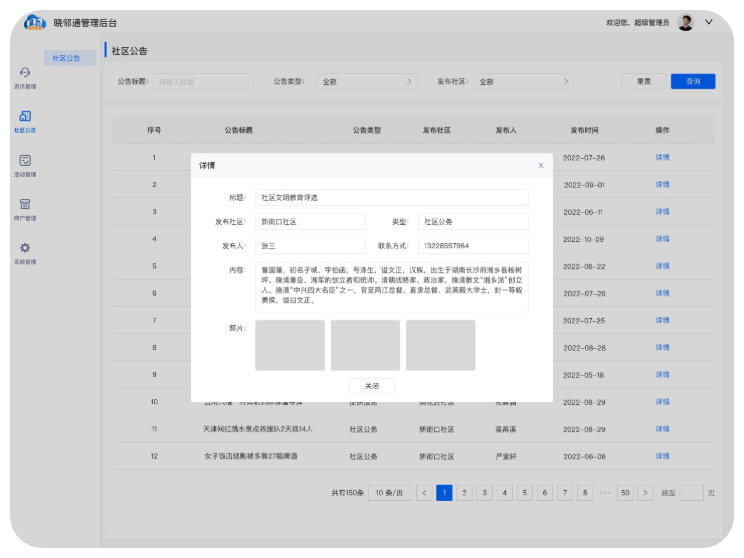 晓邻通管理后台
欢迎您，超级管理员
社区公告
资讯管理
社区公告
活动管理
商户管理
系统管理
社区公告
公告标题： 请输入标题 公告类型： 全部 发布社区： 全部 重置 查询
序号 公告标题 公告类型 发布社区 发布人 发布时间 操作
1 2022-07-26 详情
2 2022-09-01 详情
3 2022-06-11 详情
4 2022-10-09 详情
5 2022-06-22 详情
6 2022-07-26 详情
7 2022-07-25 详情
8 2022-08-28 详情
9 2022-05-18 详情
10 2022-08-29 详情
11 天津网红跳水景点救援队2天救14人 社区公务 新街口社区 吴菡溪 2022-08-29 详情
12 女子饭店结账被多算27瓶啤酒 社区公务 新街口社区 严紫轩 2022-06-06 详情
详情 x
标题： 社区文明教育评选
发布社区： 新街口社区 类型： 社区公务
发布人： 张三 联系方式： 13228557964
内容： 曾国藩，初名子城，字伯函，号涤生，谥文正，汉族，出生于湖南长沙府湘乡县杨树
坪。晚清重臣，湘军的创立者和统帅。清朝战略家、政治家，晚清散文“湘乡派”创立
人。晚清“中兴四大名臣”之一，官至两江总督、直隶总督、武英殿大学士，封一等毅
勇侯，谥曰文正。
照片：
关闭
共有150条 10 条/页 < 1 2 3 4 5 6 7 8 ··· 50 > 跳至 页